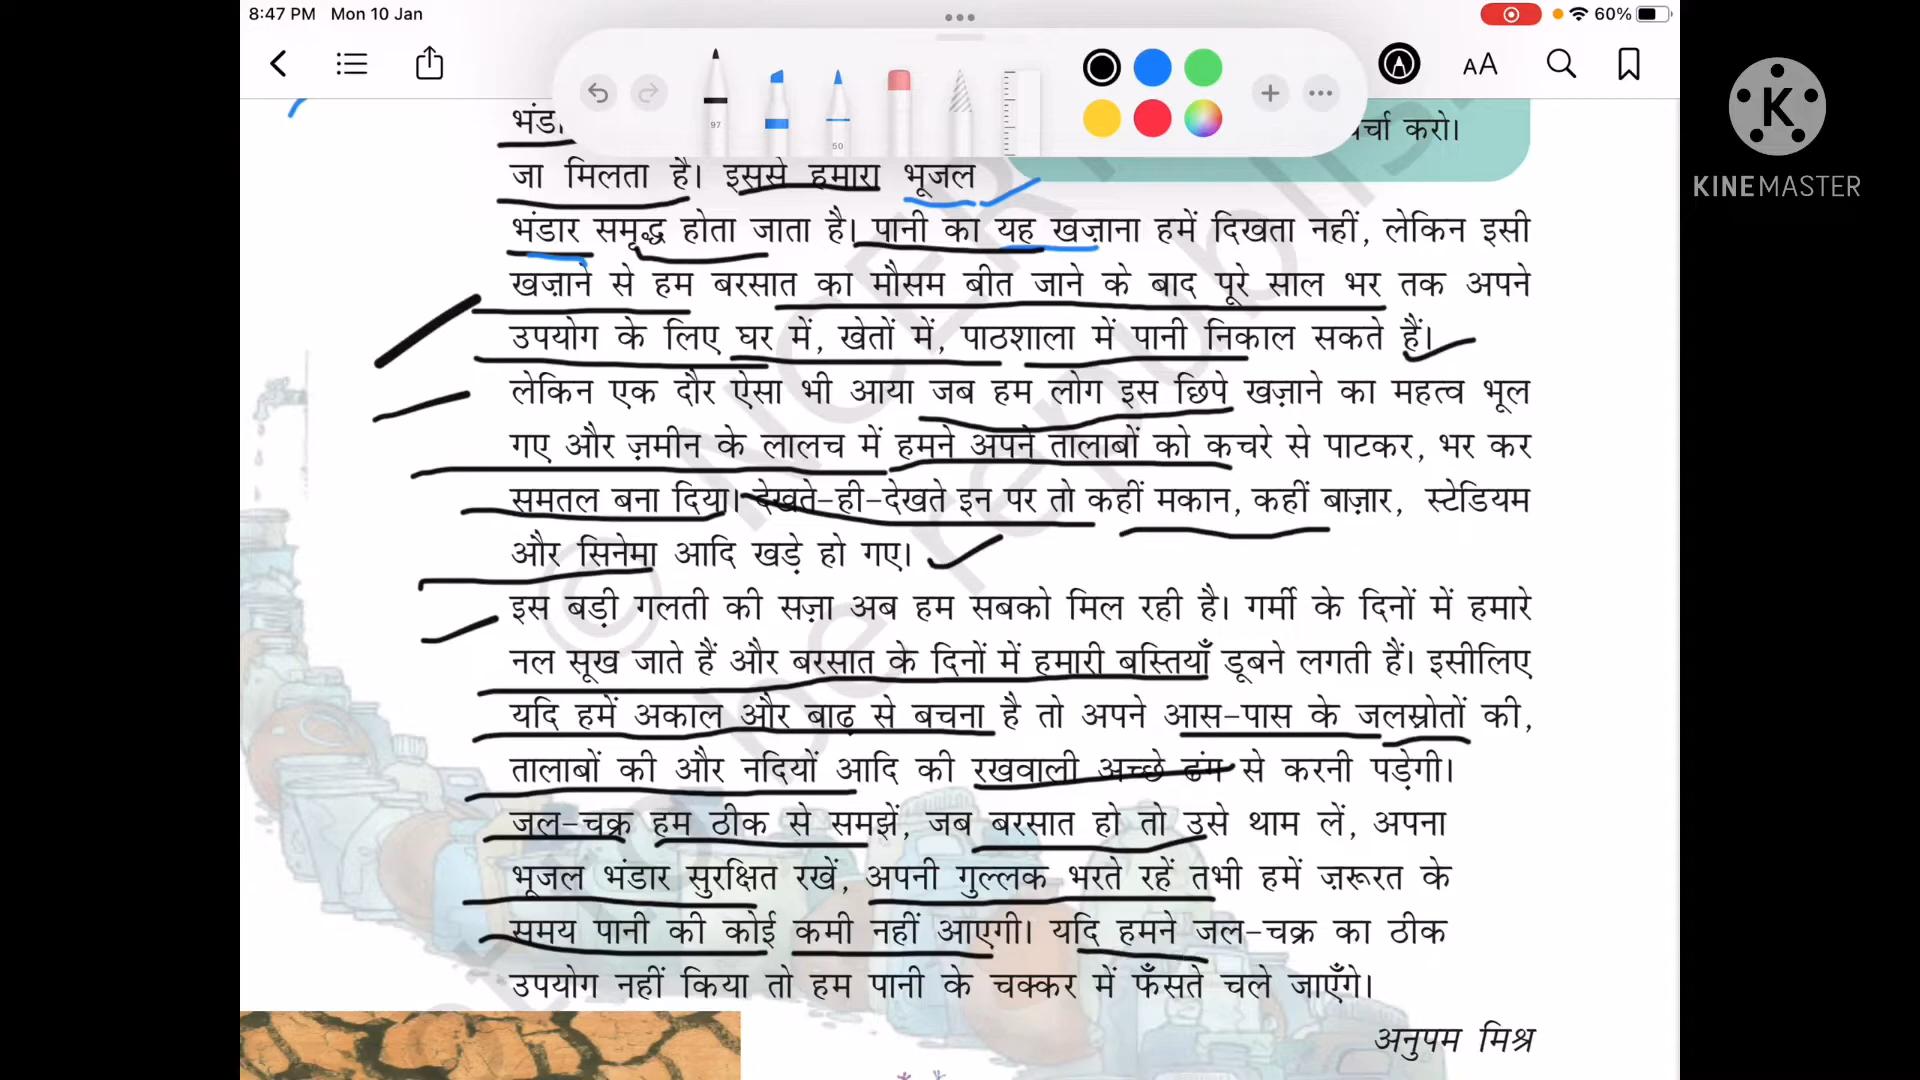 8:47 PM Mon 10 Jan
60%
AA
97
50
KINEMASTER
K
र्चा करो।
जा मिलता है। इससे हमारा भूजल
भंडार समृद्ध होता जाता है। पानी का यह खज़ाना हमें दिखता नहीं, लेकिन इसी
खज़ाने से हम बरसात का मौसम बीत जाने के बाद पूरे साल भर तक अपने
उपयोग के लिए घर में, खेतों में, पाठशाला में पानी निकाल सकते हैं।
लेकिन एक दौर ऐसा भी आया जब हम लोग इस छिपे खज़ाने का महत्व भूल
गए और ज़मीन के लालच में हमने अपने तालाबों को कचरे से पाटकर, भर कर
समतल बना दिया। देखते-ही-देखते इन पर तो कहीं मकान, कहीं बाज़ार, स्टेडियम
और सिनेमा आदि खड़े हो गए।
इस बड़ी गलती की सज़ा अब हम सबको मिल रही है। गर्मी के दिनों में हमारे
नल सूख जाते हैं और बरसात के दिनों में हमारी बस्तियाँ डूबने लगती हैं। इसीलिए
यदि हमें अकाल और बाढ़ से बचना है तो अपने आस-पास के जलस्रोतों की,
तालाबों की और नदियों आदि की रखवाली अच्छे ढंग से करनी पड़ेगी।
जल-चक्र हम ठीक से समझें, जब बरसात हो तो उसे थाम लें, अपना
भूजल भंडार सुरक्षित रखें, अपनी गुल्लक भरते रहें तभी हमें ज़रूरत के
समय पानी की कोई कमी नहीं आएगी। यदि हमने जल-चक्र का ठीक
उपयोग नहीं किया तो हम पानी के चक्कर में फँसते चले जाएँगे।
अनुपम मिश्र